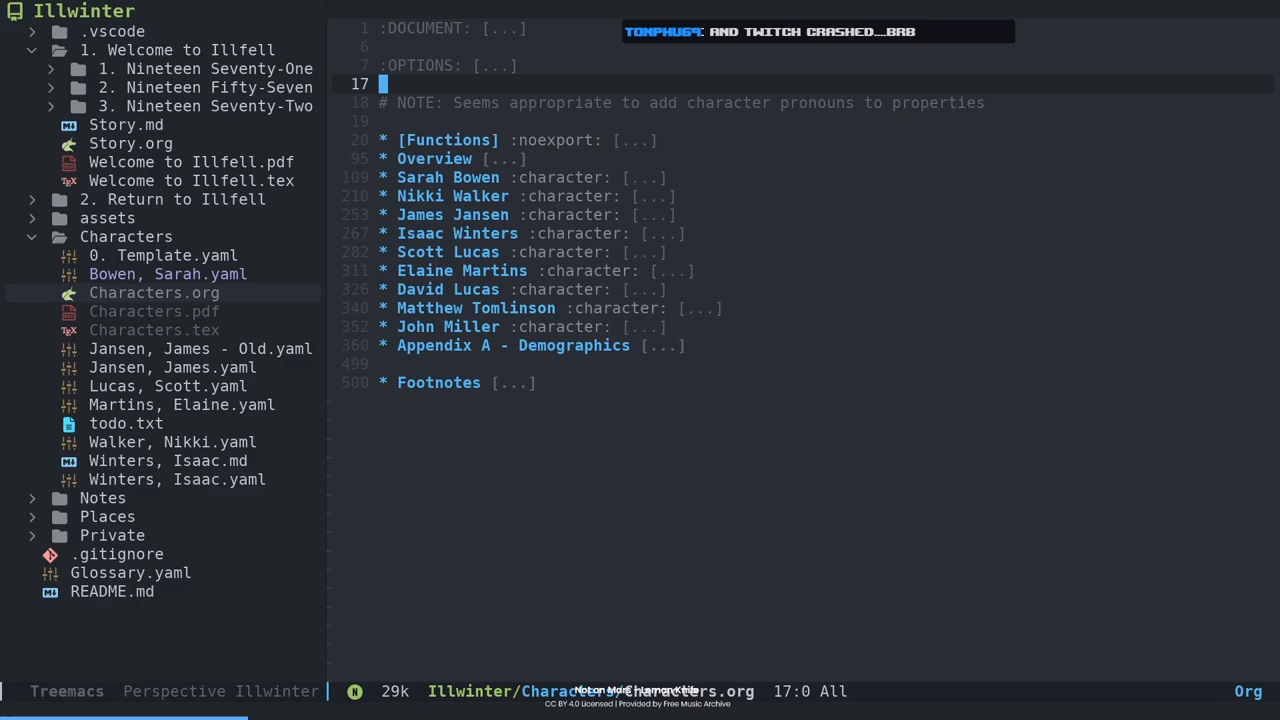 Illwinter
.vscode
1. Welcome to Illfell
1. Nineteen Seventy-One
2. Nineteen Fifty-Seven
3. Nineteen Seventy-Two
Story.md
Story.org
Welcome to Illfell.pdf
Welcome to Illfell.tex
2. Return to Illfell
assets
Characters
0. Template.yaml
Bowen, Sarah.yaml
Characters.org
Characters.pdf
Characters.tex
Jansen, James - Old.yaml
Jansen, James.yaml
Lucas, Scott.yaml
Martins, Elaine.yaml
todo.txt
Walker, Nikki.yaml
Winters, Isaac.md
Winters, Isaac.yaml
Notes
Places
Private
.gitignore
Glossary.yaml
README.md
Treemacs Perspective Illwinter
1 :DOCUMENT: [...]
6
7 :OPTIONS: [...]
17
18 # NOTE: Seems appropriate to add character pronouns to properties
19
20 * [Functions] :noexport: [...]
95 * Overview [...]
109 * Sarah Bowen :character: [...]
210 * Nikki Walker :character: [...]
253 * James Jansen :character: [...]
267 * Isaac Winters :character: [...]
282 * Scott Lucas :character: [...]
311 * Elaine Martins :character: [...]
326 * David Lucas :character: [...]
340 * Matthew Tomlinson :character: [...]
352 * John Miller :character: [...]
360 * Appendix A - Demographics [...]
499
500 * Footnotes [...]
TONPHU69: AND TWITCH CRASHED....BRB
N 29k Illwinter/Characters/Characters.org 17:0 All Org
Not on Mars | Lemon Knife
CC BY 4.0 Licensed | Provided by Free Music Archive